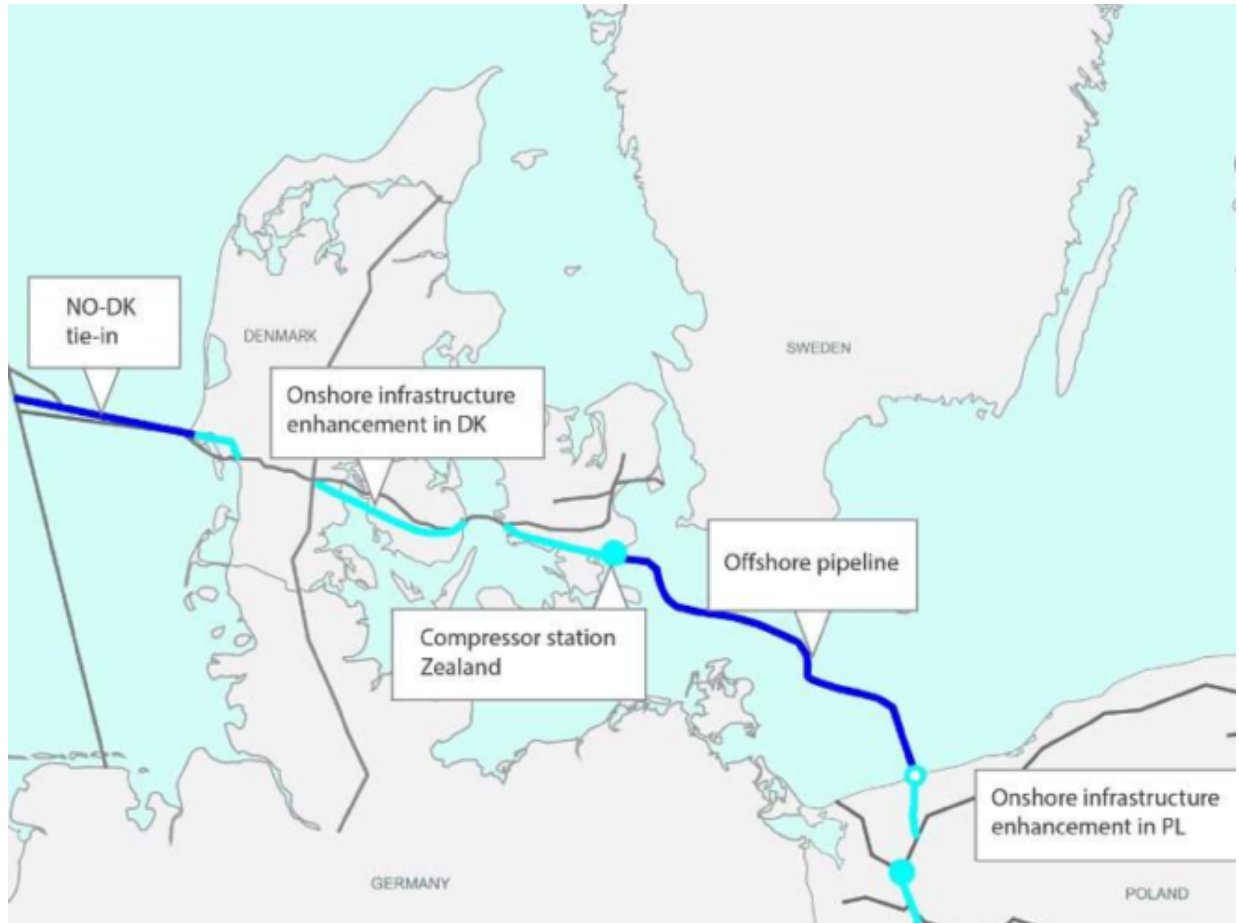 NO-DK
tie-in
DENMARK
SWEDEN
Onshore infrastructure
enhancement in DK
Offshore pipeline
Compressor station
Zealand
Onshore infrastructure
enhancement in PL
GERMANY
POLAND